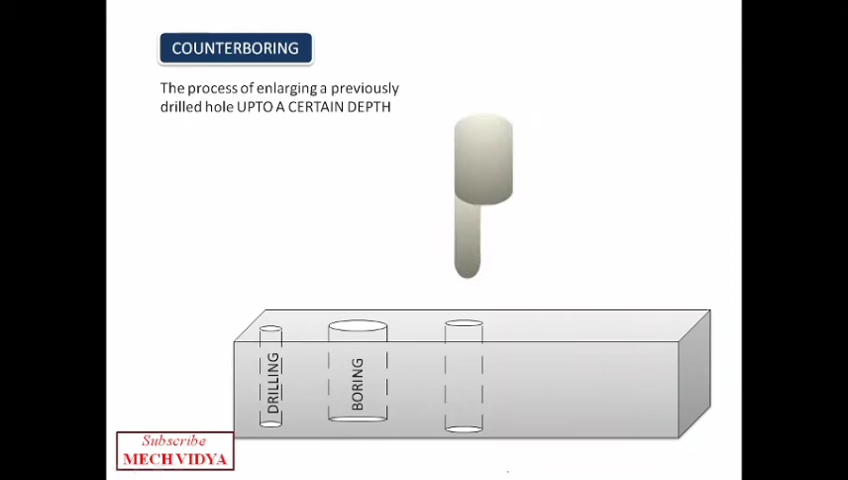 COUNTERBORING
The process of enlarging a previously
drilled hole UPTO A CERTAIN DEPTH
DRILLING
BORING
Subscribe
MECH VIDYA